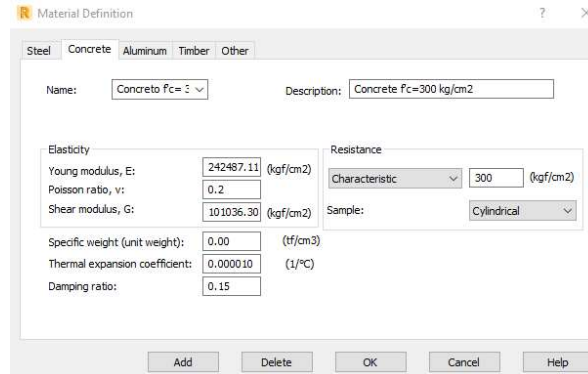 R Material Definition ? ×
Steel Concrete Aluminum Timber Other
Name: Concreto f'c= 3 Description: Concrete f'c=300 kg/cm2
Elasticity
Young modulus, E: 242487.11 (kgf/cm2)
Poisson ratio, ν: 0.2
Shear modulus, G: 101036.30 (kgf/cm2)
Resistance
Characteristic 300 (kgf/cm2)
Sample: Cylindrical
Specific weight (unit weight): 0.00 (tf/cm3)
Thermal expansion coefficient: 0.000010 (1/°C)
Damping ratio: 0.15
Add Delete OK Cancel Help